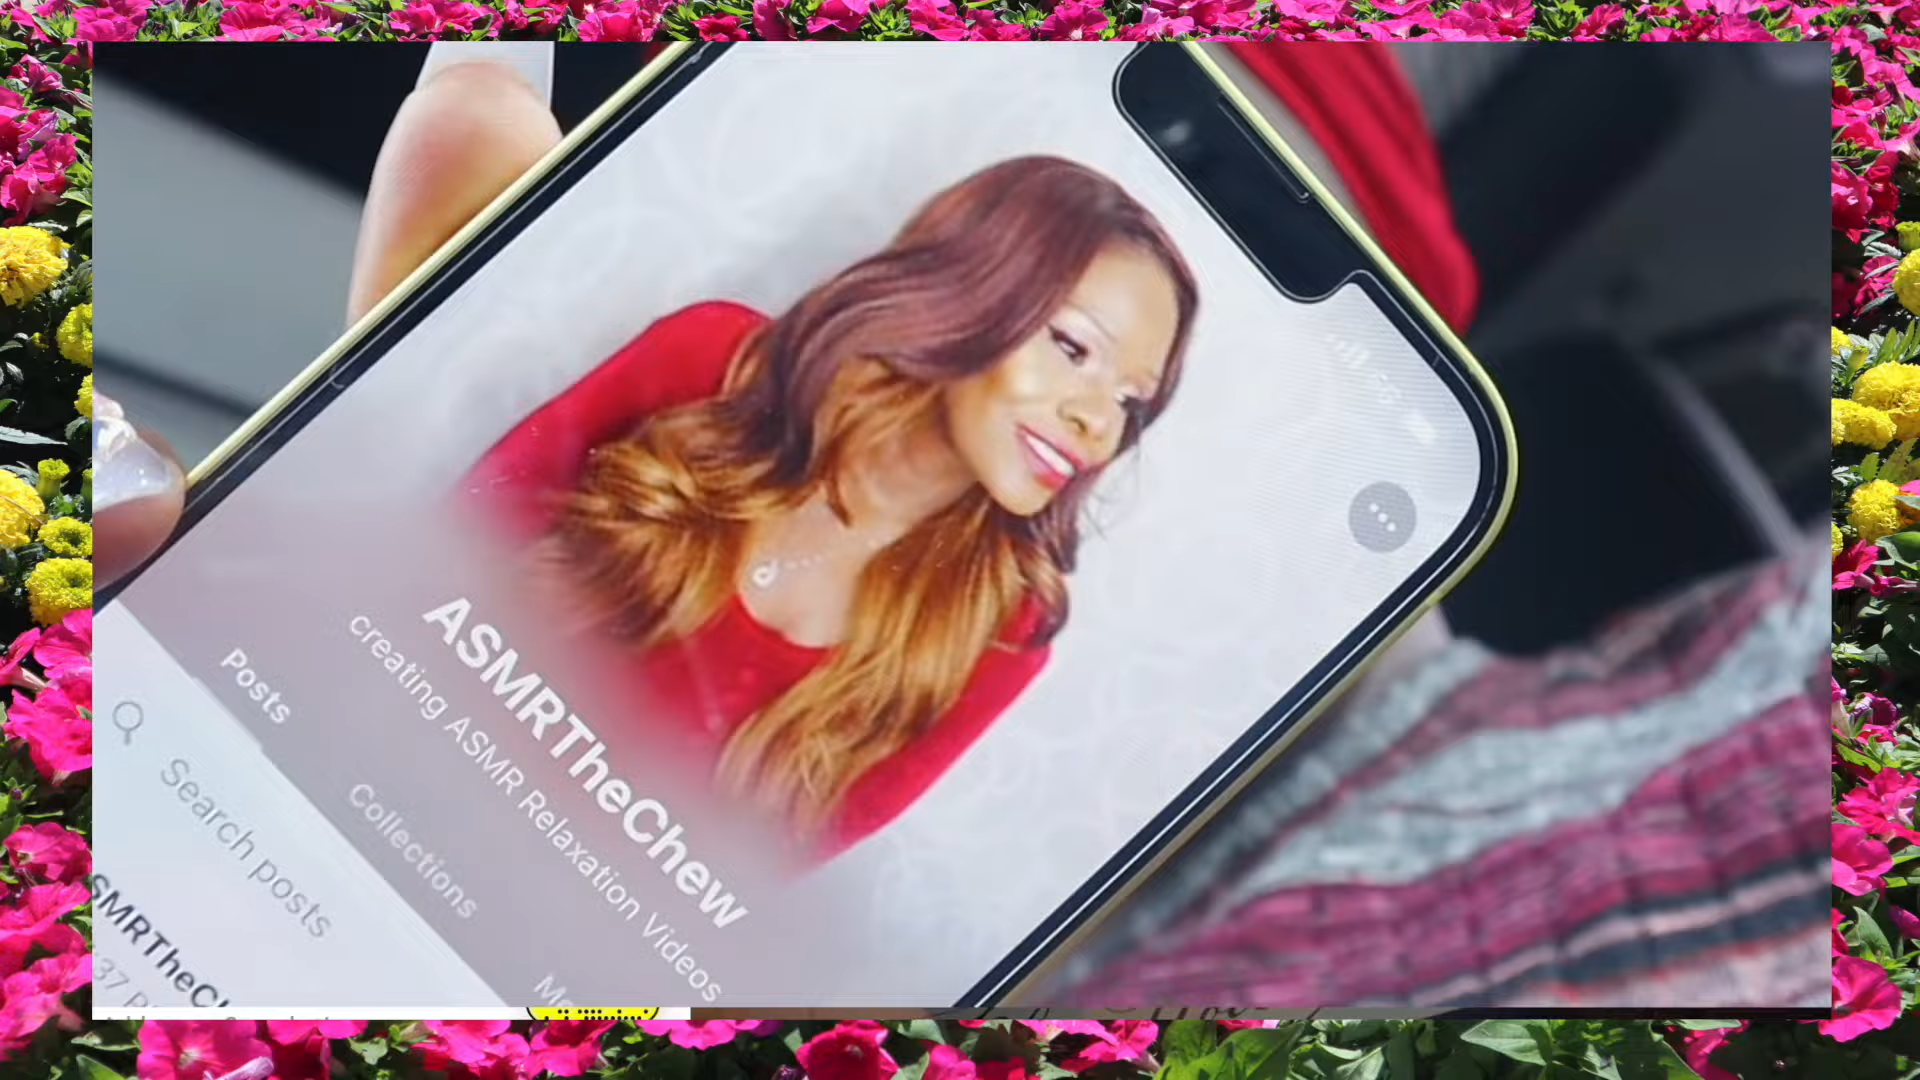 ASMRTheChew
creating ASMR Relaxation Videos
Posts
Collections
Search posts